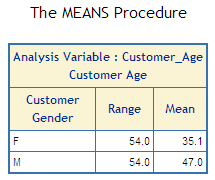 The MEANS Procedure
Analysis Variable : Customer_Age
Customer Age
Customer Gender Range Mean
F 54.0 35.1
M 54.0 47.0